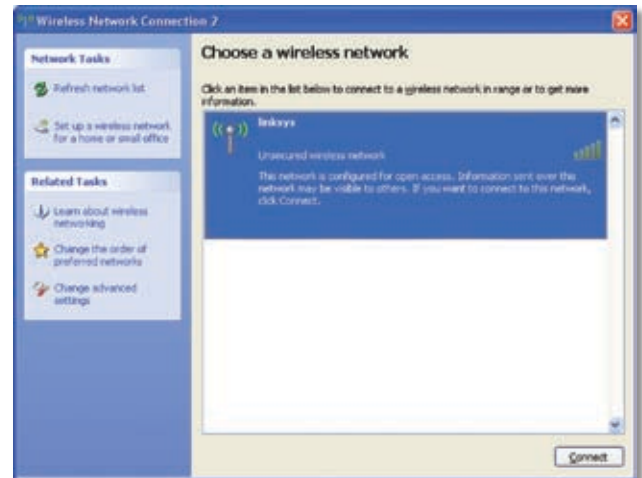 Wireless Network Connection 2
Network Tasks
Refresh network list
Set up a wireless network
for a home or small office
Related Tasks
Learn about wireless
networking
Change the order of
preferred networks
Change advanced
settings
Choose a wireless network
Click an item in the list below to connect to a wireless network in range or to get more
information.
linksys
Unsecured wireless network
This network is configured for open access. Information sent over this
network may be visible to others. If you want to connect to this network,
click Connect.
Connect